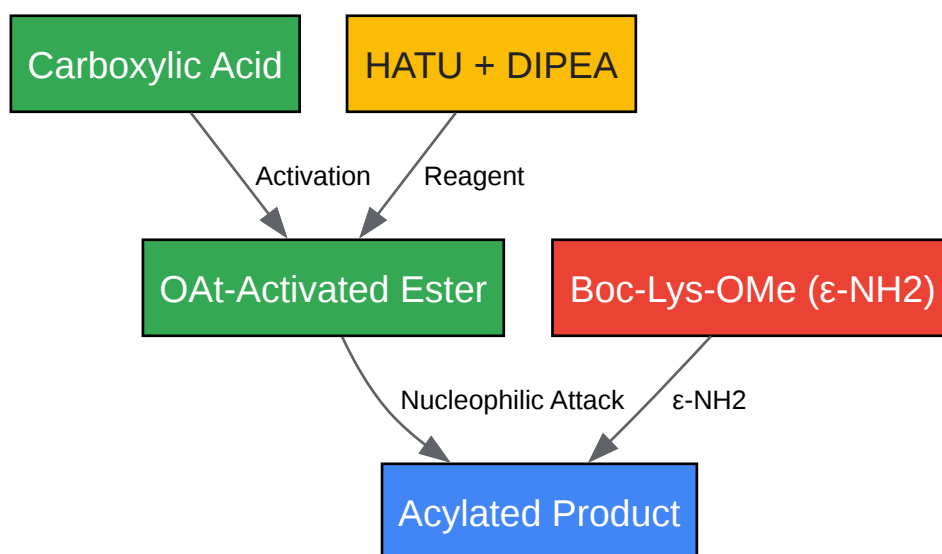 Carboxylic Acid
HATU + DIPEA
Activation
Reagent
OAt-Activated Ester
Boc-Lys-OMe (ε-NH2)
Nucleophilic Attack
ε-NH2
Acylated Product